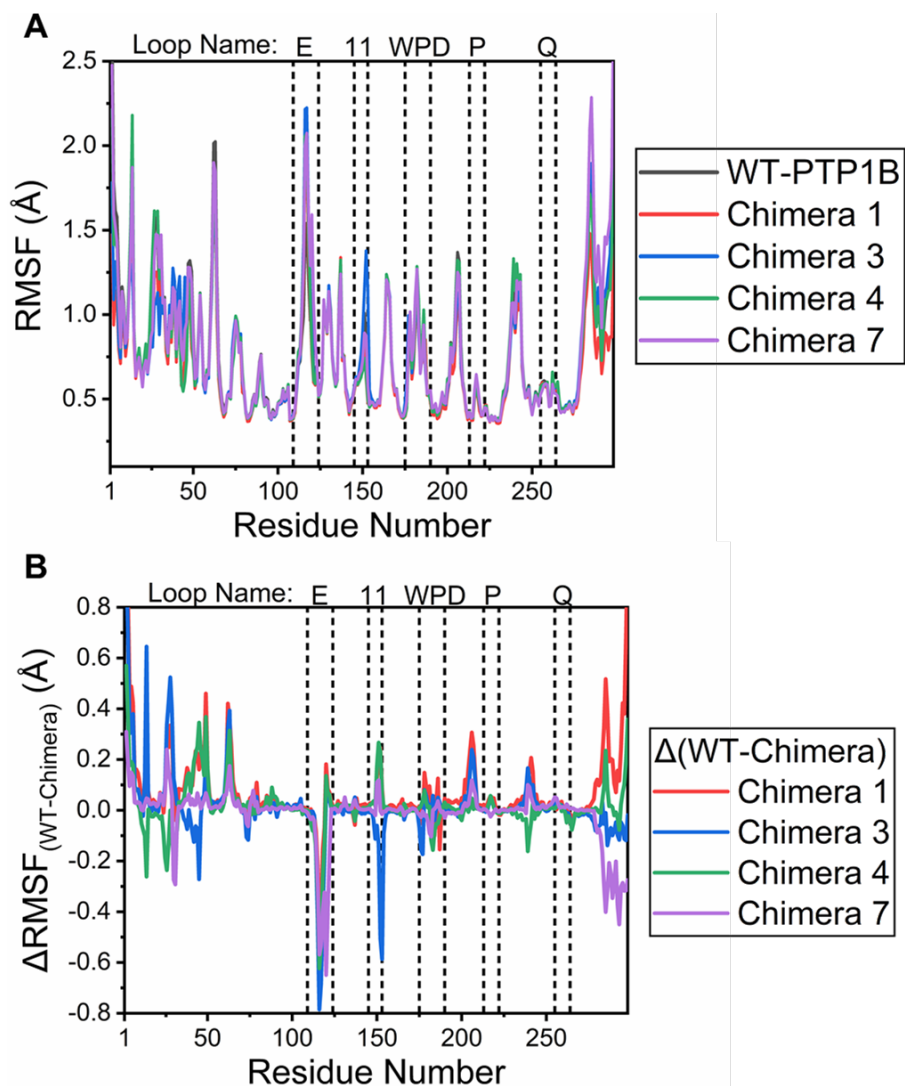 A
Loop Name: E 11 WPD P Q
2.5
2.0
1.5
1.0
0.5
RMSF (Å)
1 50 100 150 200 250
Residue Number
WT-PTP1B
Chimera 1
Chimera 3
Chimera 4
Chimera 7
B
Loop Name: E 11 WPD P Q
0.8
0.6
0.4
0.2
0.0
-0.2
-0.4
-0.6
-0.8
ΔRMSF(WT-Chimera) (Å)
1 50 100 150 200 250
Residue Number
Δ(WT-Chimera)
Chimera 1
Chimera 3
Chimera 4
Chimera 7